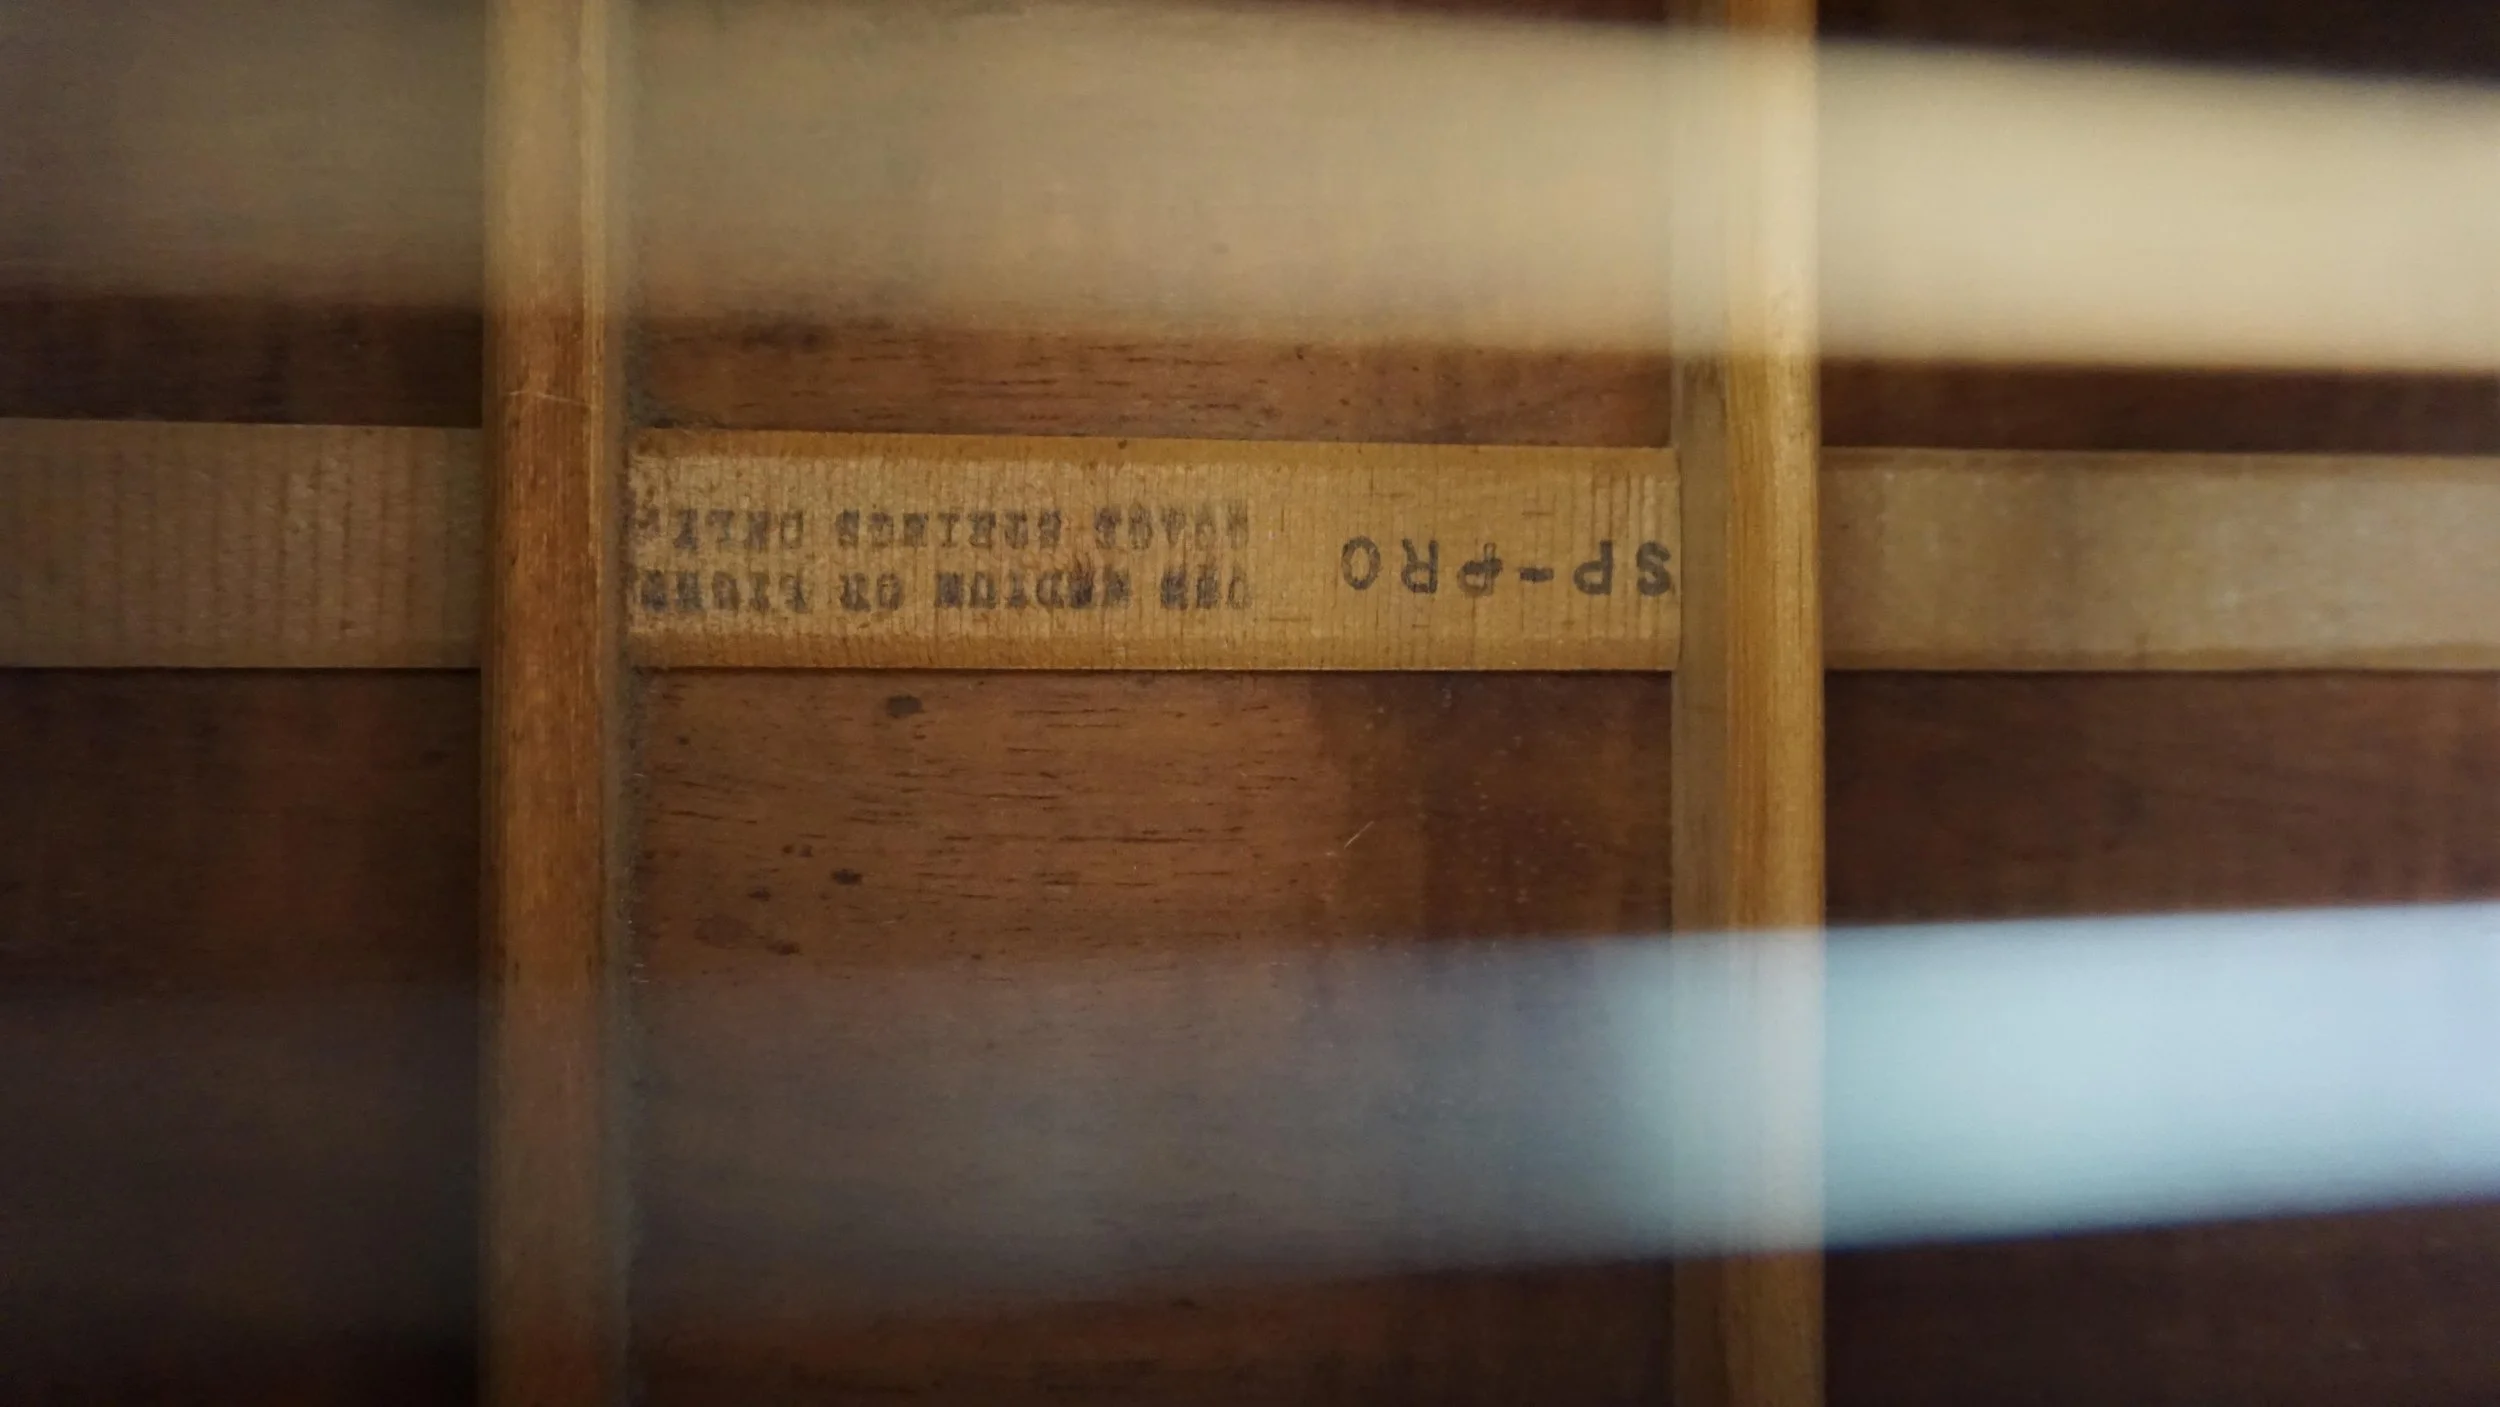 SP-PRO
USE MEDIUM OR LIGHT
GAUGE STRINGS ONLY